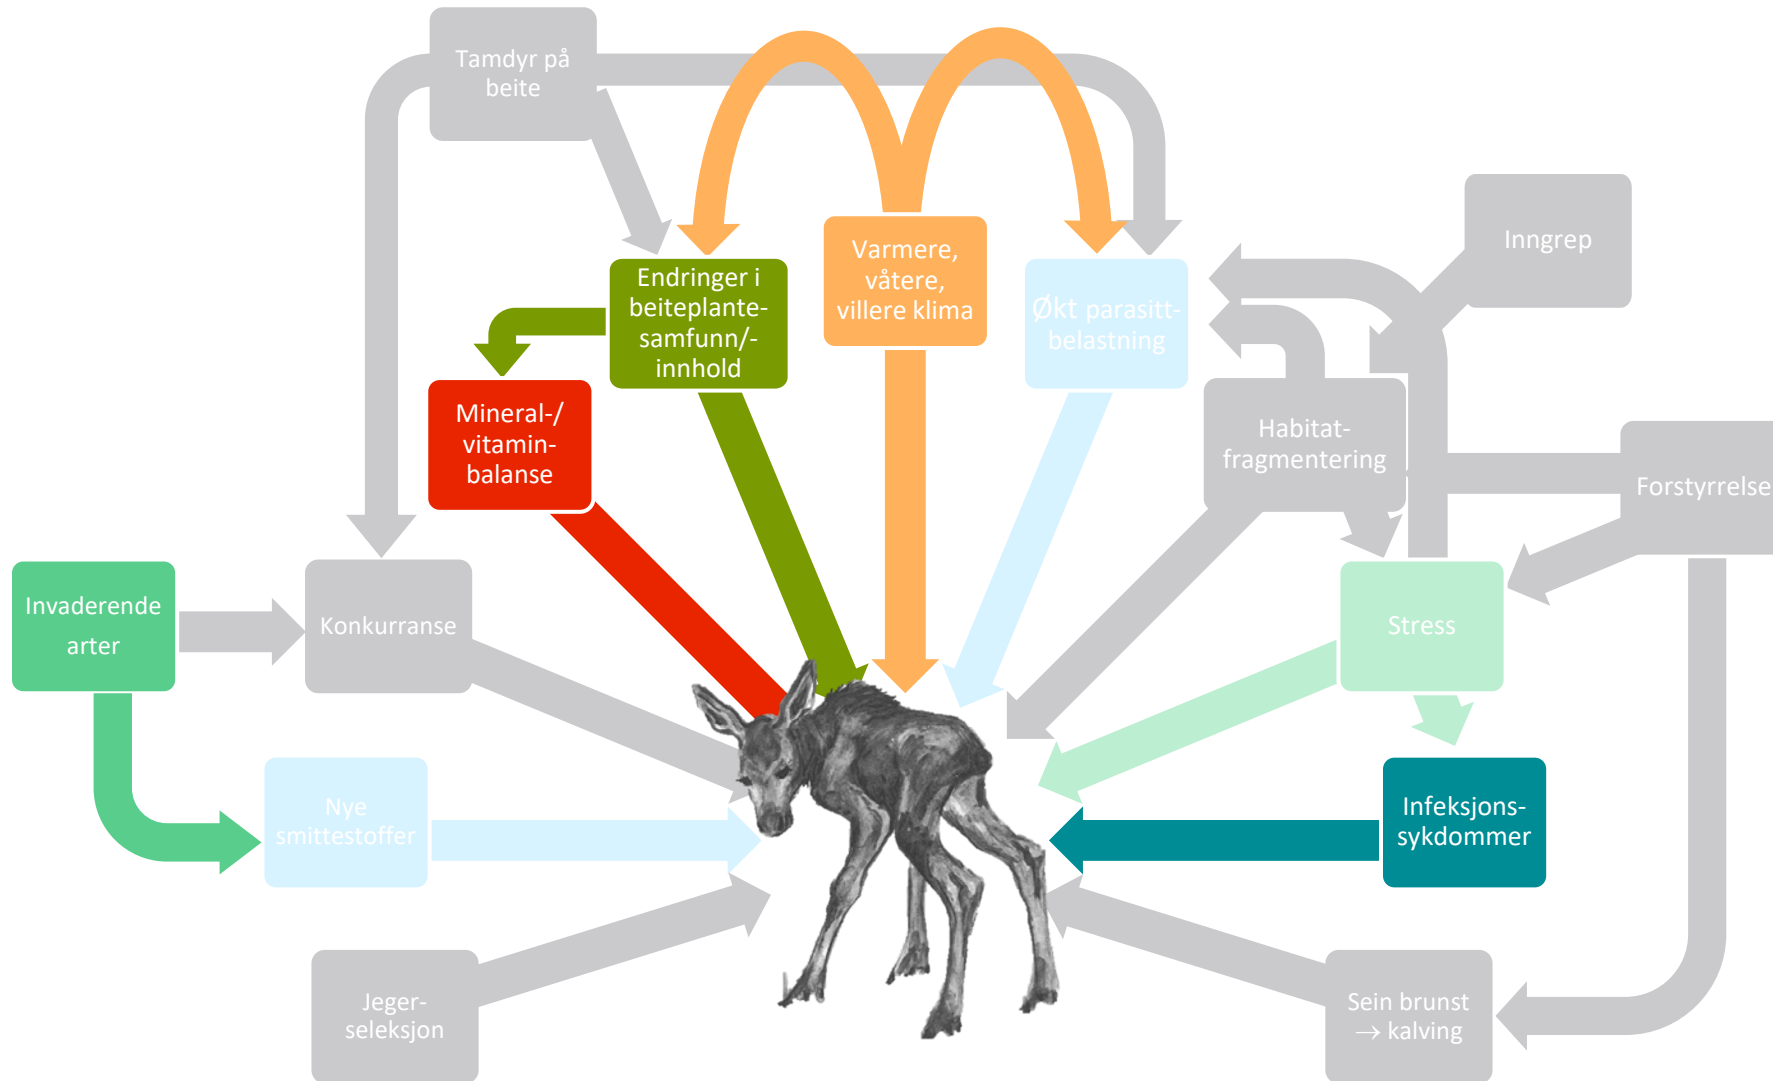 Tamdyr på
beite
Inngrep
Varmere,
våtere,
villere klima
Endringer i
beiteplante-
samfunn/-
innhold
Økt parasitt-
belastning
Mineral-/
vitamin-
balanse
Habitat-
fragmentering
Forstyrrelse
Invaderende
arter
Konkurranse
Stress
Nye
smittestoffer
Infeksjons-
sykdommer
Jeger-
seleksjon
Sein brunst
→ kalving